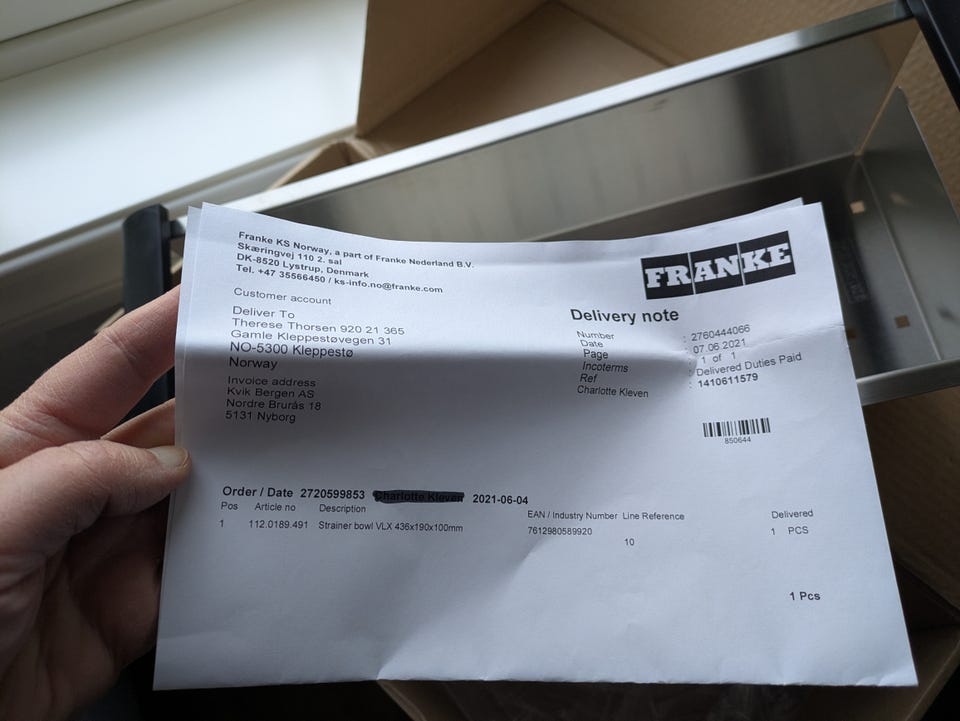 Franke KS Norway, a part of Franke Nederland B.V.
Skæringvej 110 2. sal
DK-8520 Lystrup, Denmark
Tel. +47 35566450 / ks-info.no@franke.com
FRANKE
Customer account
Deliver To
Therese Thorsen 920 21 365
Gamle Kleppestøvegen 31
NO-5300 Kleppestø
Norway
Invoice address
Kvik Bergen AS
Nordre Brurås 18
5131 Nyborg
Delivery note
Number : 2760444066
Date : 07.06.2021
Page : 1 of 1
Incoterms : Delivered Duties Paid
Ref : 1410611579
Charlotte Kleven
850644
Order / Date 2720599853 2021-06-04
Pos Article no Description EAN / Industry Number Line Reference Delivered
1 112.0189.491 Strainer bowl VLX 436x190x100mm 7612980589920 1 PCS
10
1 Pcs